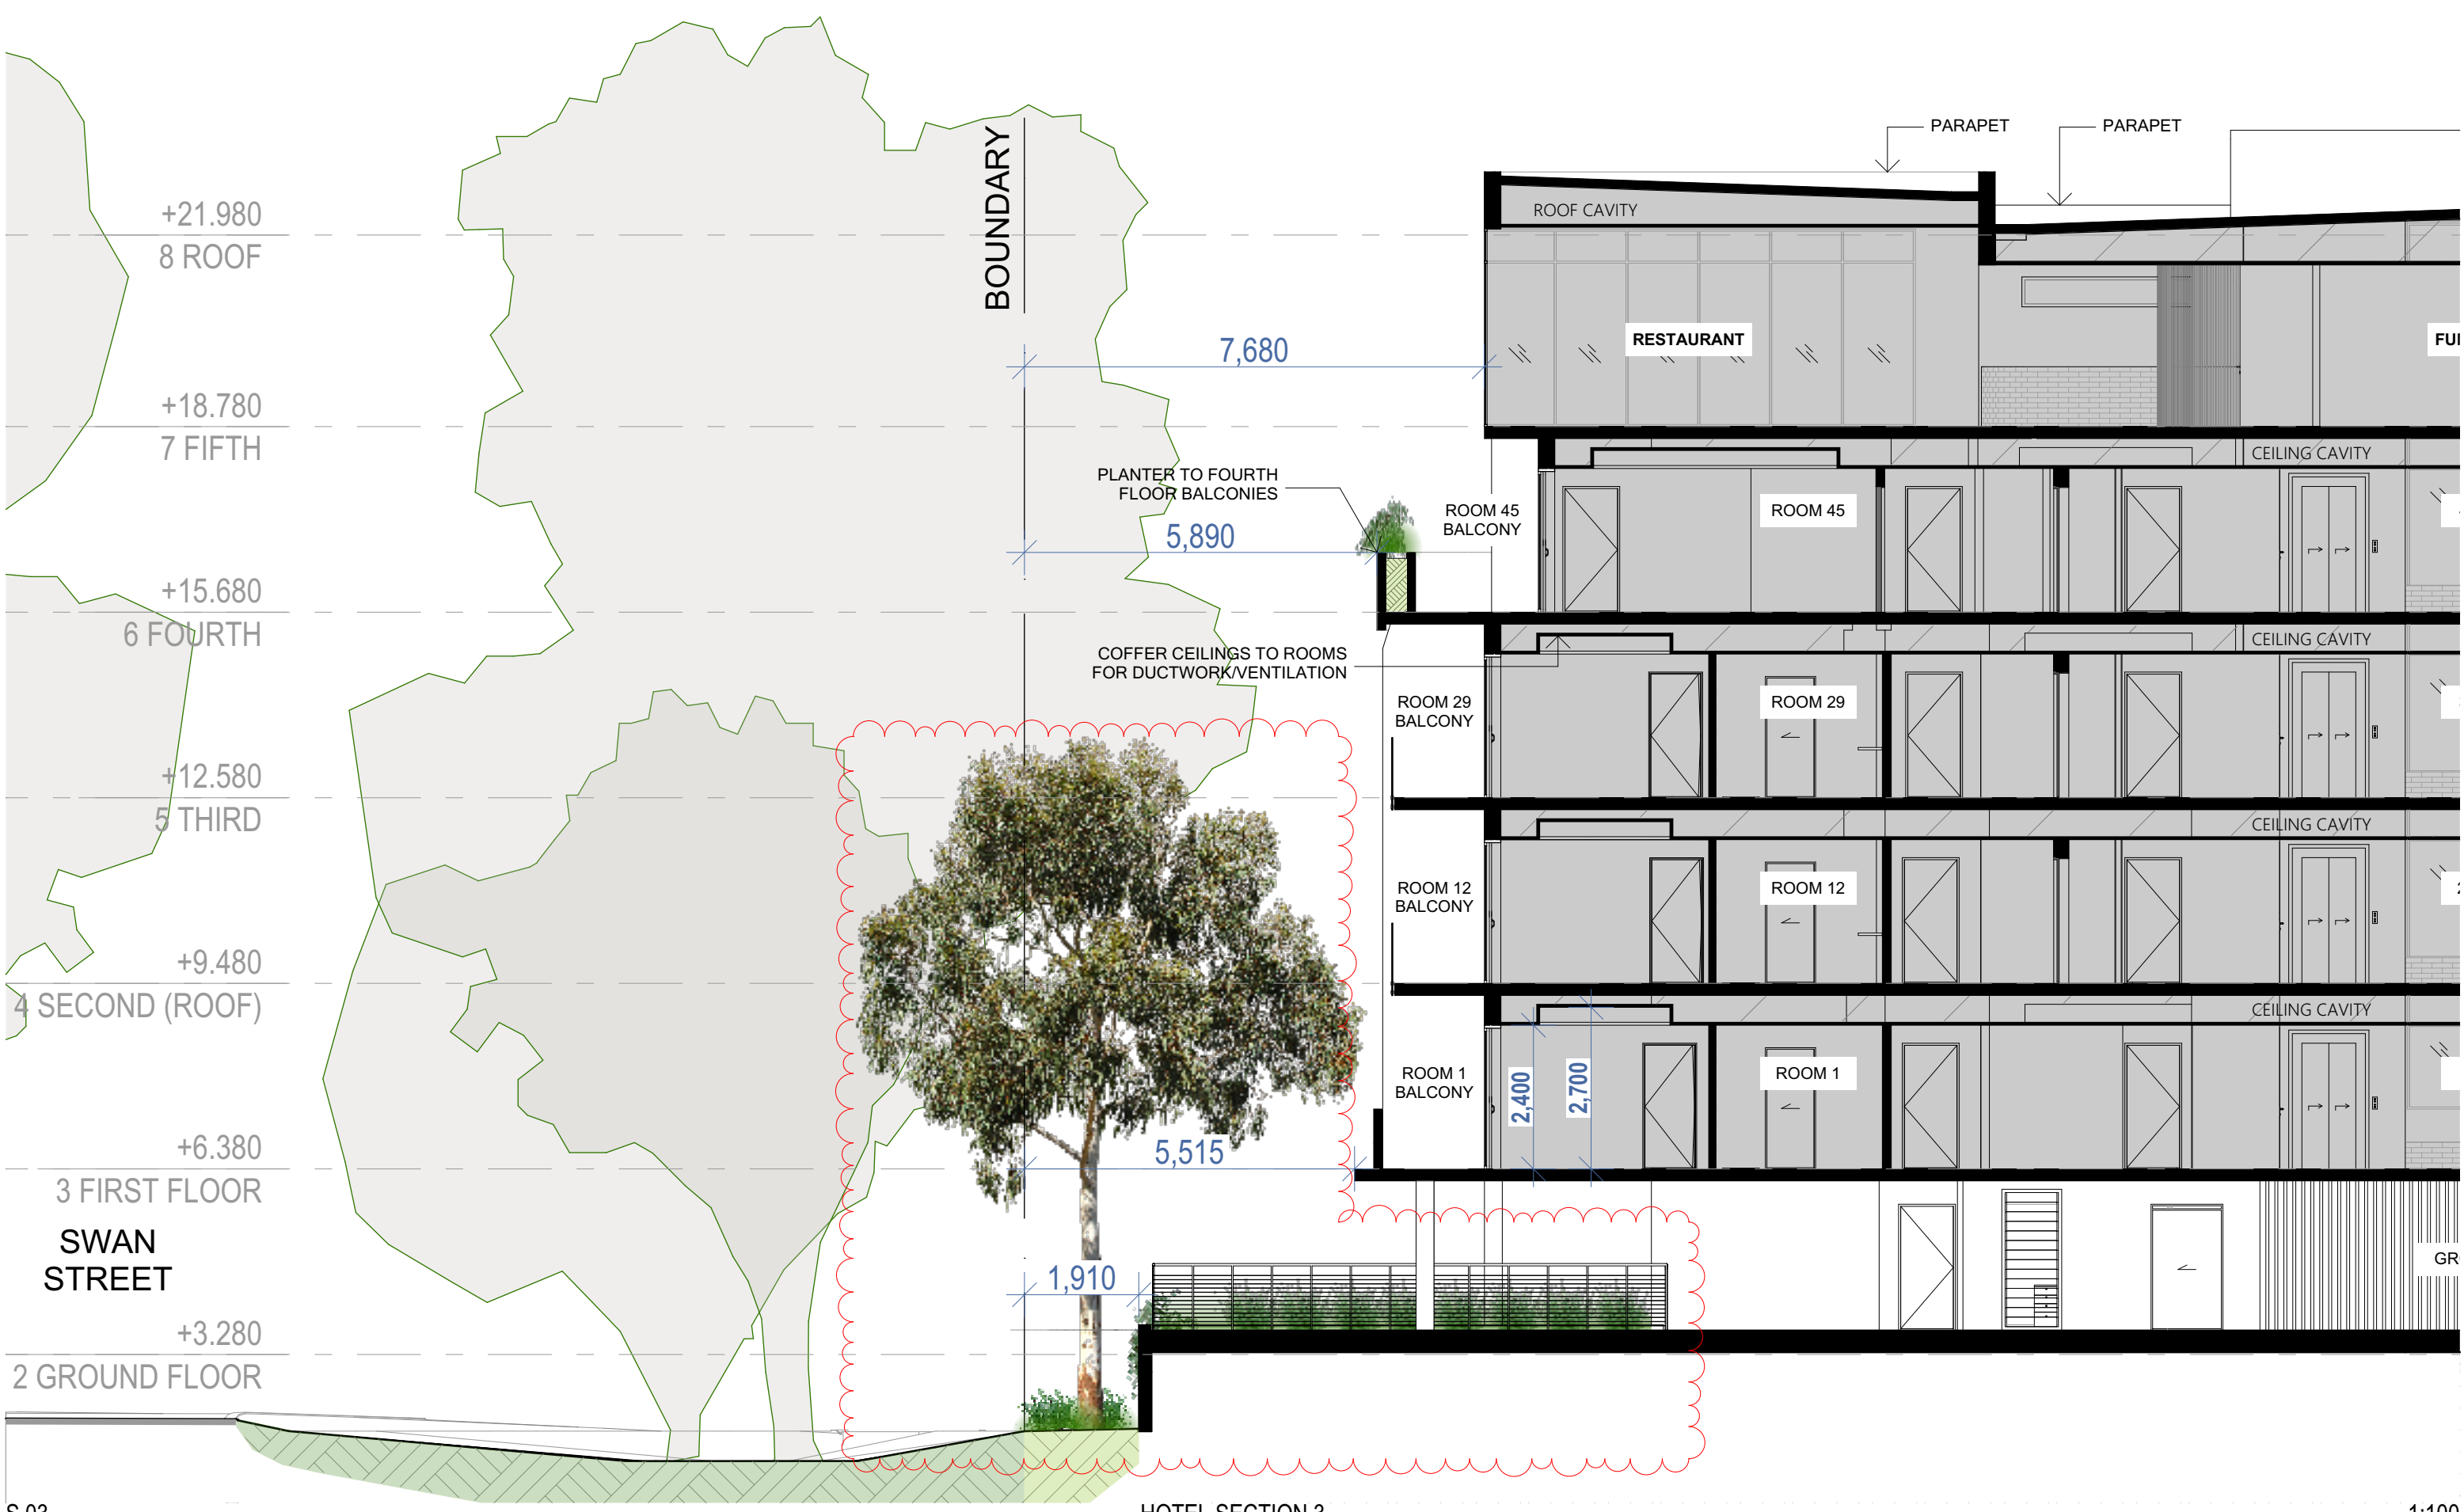 BOUNDARY
PARAPET
PARAPET
+21.980
8 ROOF
ROOF CAVITY
7,680
RESTAURANT
+18.780
7 FIFTH
CEILING CAVITY
PLANTER TO FOURTH
FLOOR BALCONIES
5,890
ROOM 45
BALCONY
ROOM 45
+15.680
6 FOURTH
CEILING CAVITY
COFFER CEILINGS TO ROOMS
FOR DUCTWORK/VENTILATION
ROOM 29
BALCONY
ROOM 29
+12.580
5 THIRD
CEILING CAVITY
ROOM 12
BALCONY
ROOM 12
+9.480
4 SECOND (ROOF)
CEILING CAVITY
ROOM 1
BALCONY
2,400
2,700
ROOM 1
+6.380
3 FIRST FLOOR
5,515
SWAN
STREET
1,910
+3.280
2 GROUND FLOOR
HOTEL SECTION 3
1:100